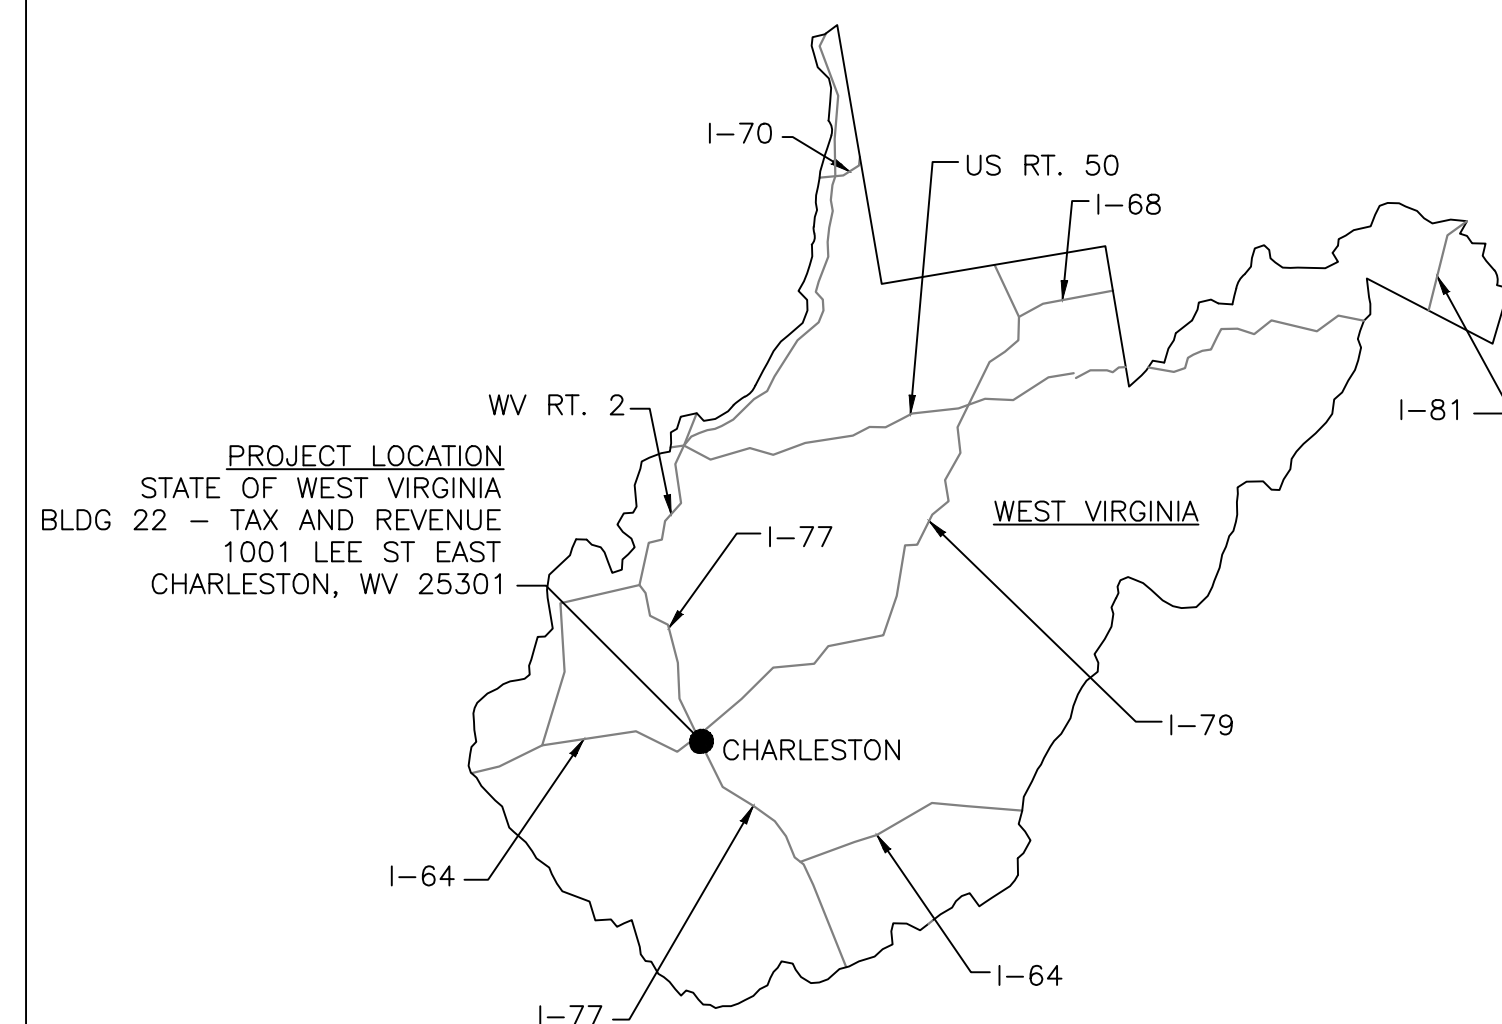 I-70
US RT. 50
I-68
WV RT. 2
I-81
PROJECT LOCATION
STATE OF WEST VIRGINIA
BLDG 22 - TAX AND REVENUE
1001 LEE ST EAST
CHARLESTON, WV 25301
WEST VIRGINIA
I-77
I-79
CHARLESTON
I-64
I-64
I-77